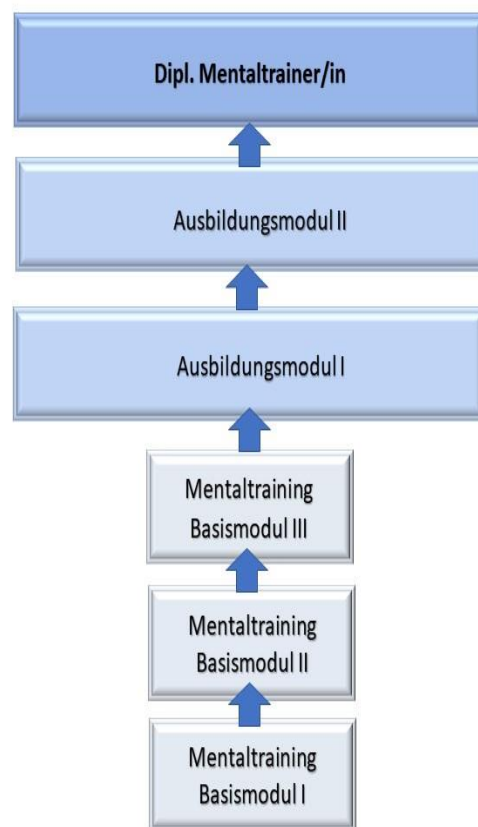 Dipl. Mentaltrainer/in
Ausbildungsmodul II
Ausbildungsmodul I
Mentaltraining
Basismodul III
Mentaltraining
Basismodul II
Mentaltraining
Basismodul I